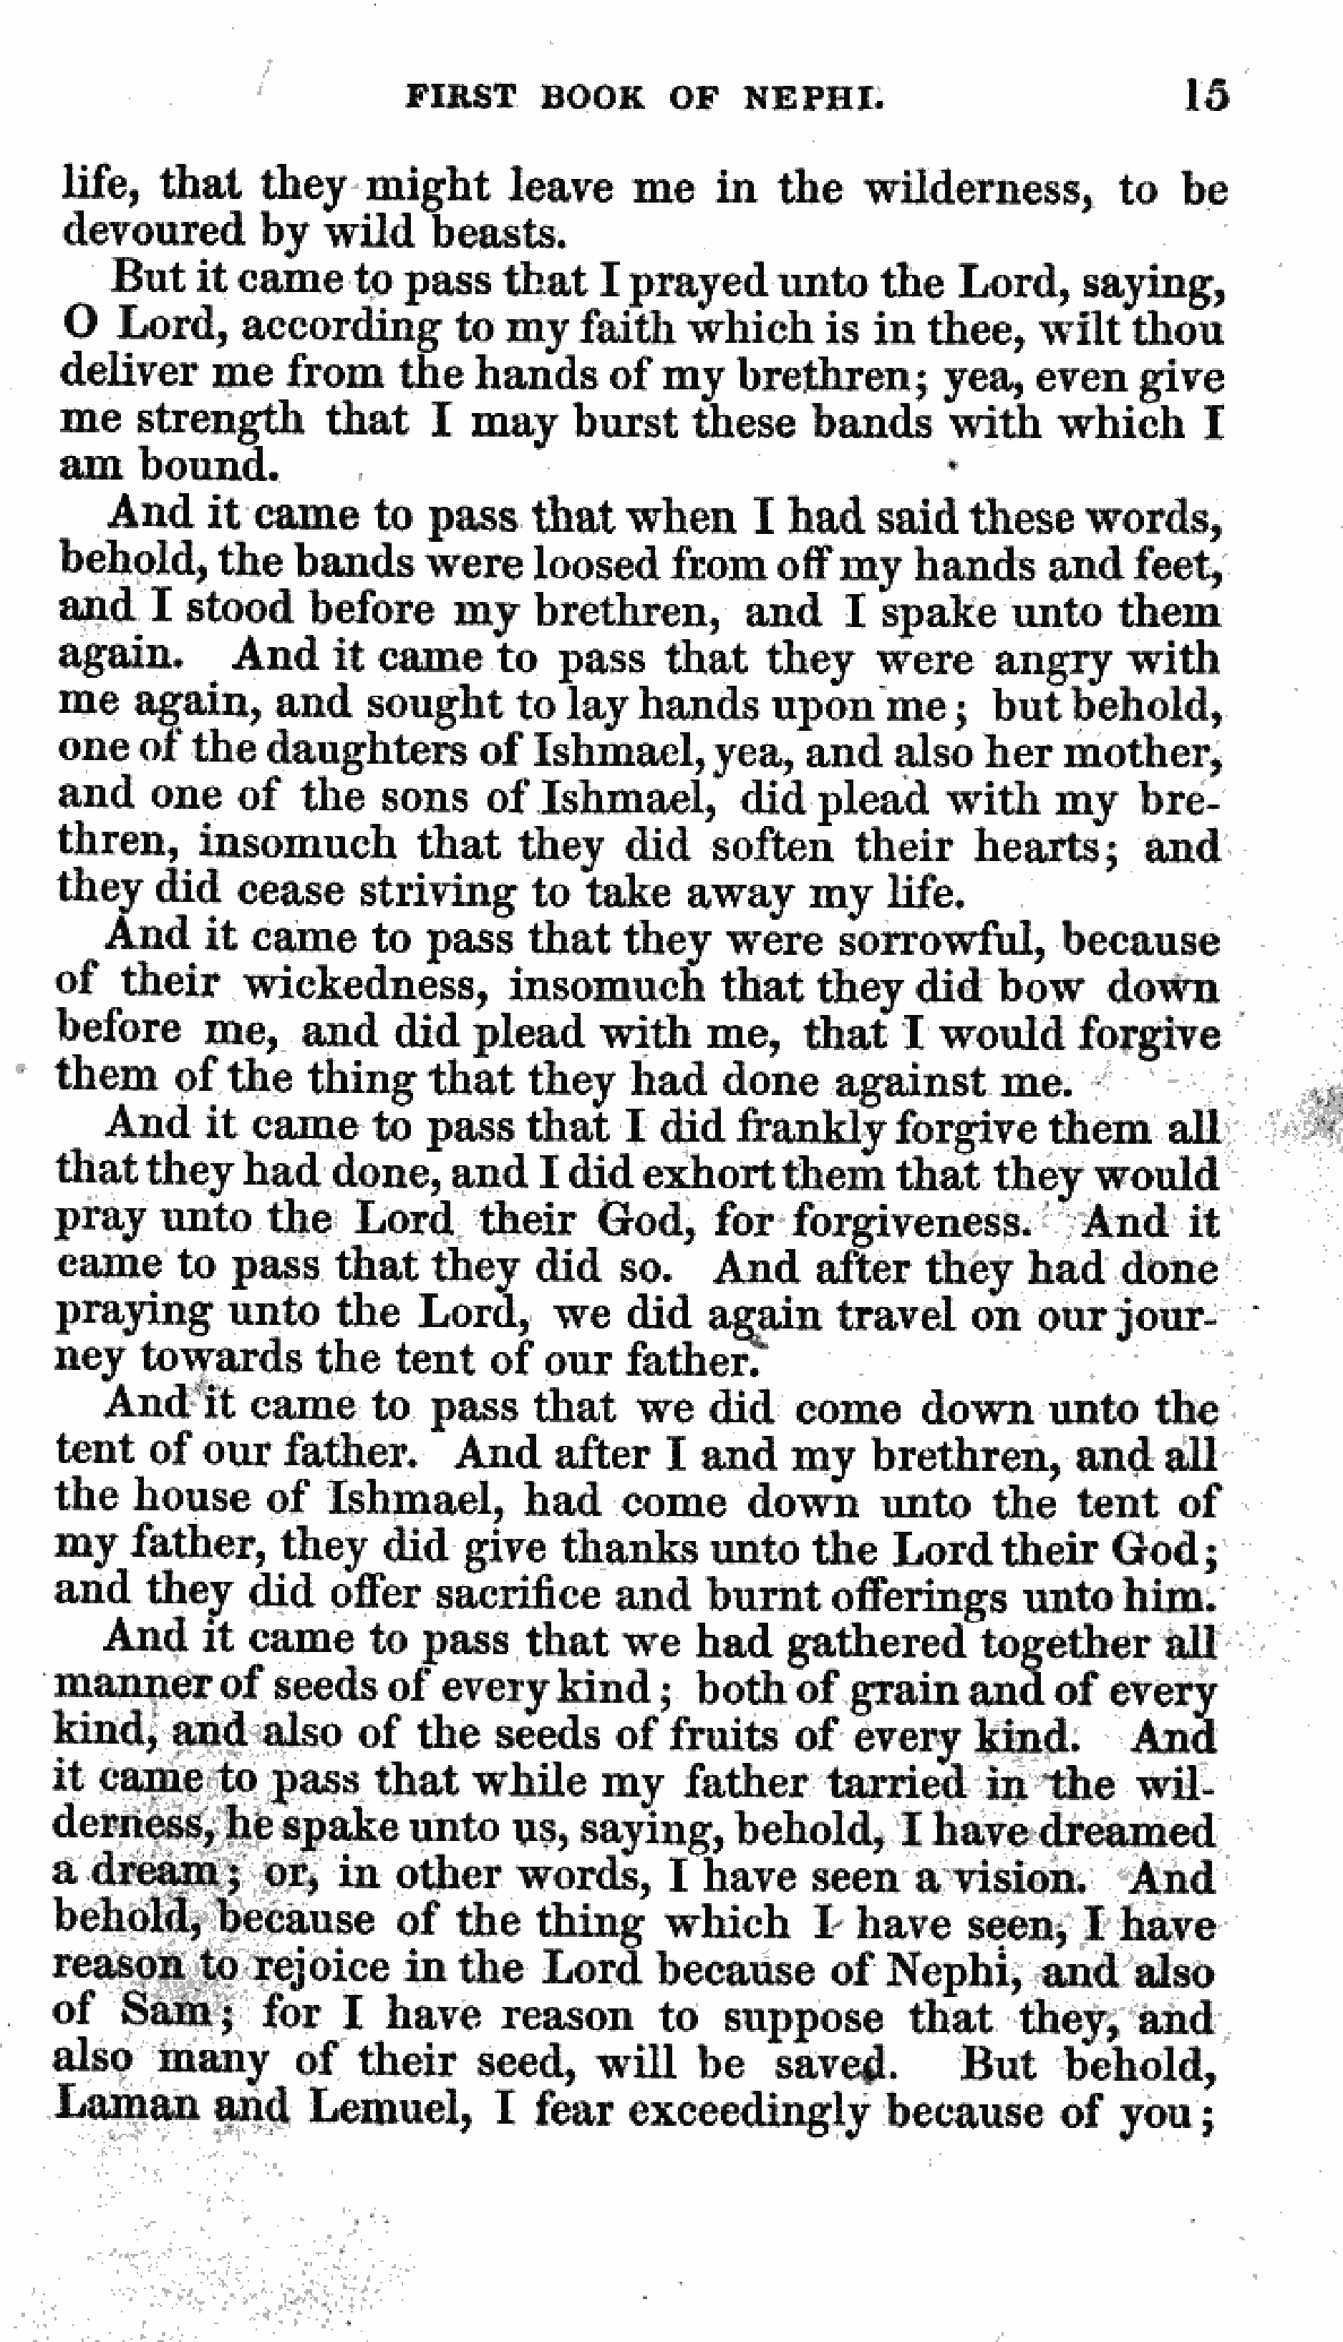 FIRST BOOK OF NEPHI. 15
life, that they might leave me in the wilderness, to be
devoured by wild beasts.
But it came to pass that I prayed unto the Lord, saying,
O Lord, according to my faith which is in thee, wilt thou
deliver me from the hands of my brethren; yea, even give
me strength that I may burst these bands with which I
am bound.
And it came to pass that when I had said these words,
behold, the bands were loosed from off my hands and feet,
and I stood before my brethren, and I spake unto them
again. And it came to pass that they were angry with
me again, and sought to lay hands upon me; but behold,
one of the daughters of Ishmael, yea, and also her mother,
and one of the sons of Ishmael, did plead with my bre-
thren, insomuch that they did soften their hearts; and
they did cease striving to take away my life.
And it came to pass that they were sorrowful, because
of their wickedness, insomuch that they did bow down
before me, and did plead with me, that I would forgive
them of the thing that they had done against me.
And it came to pass that I did frankly forgive them all
that they had done, and I did exhort them that they would
pray unto the Lord their God, for forgiveness. And it
came to pass that they did so. And after they had done
praying unto the Lord, we did again travel on our jour-
ney towards the tent of our father.
And it came to pass that we did come down unto the
tent of our father. And after I and my brethren, and all
the house of Ishmael, had come down unto the tent of
my father, they did give thanks unto the Lord their God;
and they did offer sacrifice and burnt offerings unto him.
And it came to pass that we had gathered together all
manner of seeds of every kind; both of grain and of every
kind, and also of the seeds of fruits of every kind. And
it came to pass that while my father tarried in the wil-
derness, he spake unto us, saying, behold, I have dreamed
a dream; or, in other words, I have seen a vision. And
behold, because of the thing which I have seen, I have
reason to rejoice in the Lord because of Nephi, and also
of Sam; for I have reason to suppose that they, and
also many of their seed, will be saved. But behold,
Laman and Lemuel, I fear exceedingly because of you;